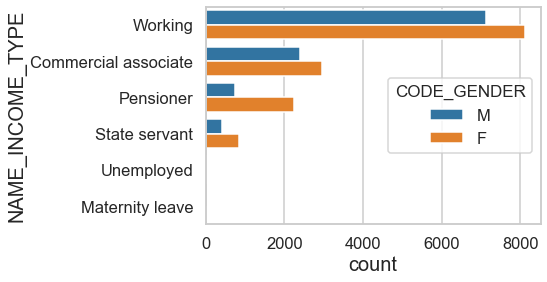 NAME_INCOME_TYPE
Working
Commercial associate
Pensioner
State servant
Unemployed
Maternity leave
CODE_GENDER
M
F
0 2000 4000 6000 8000
count